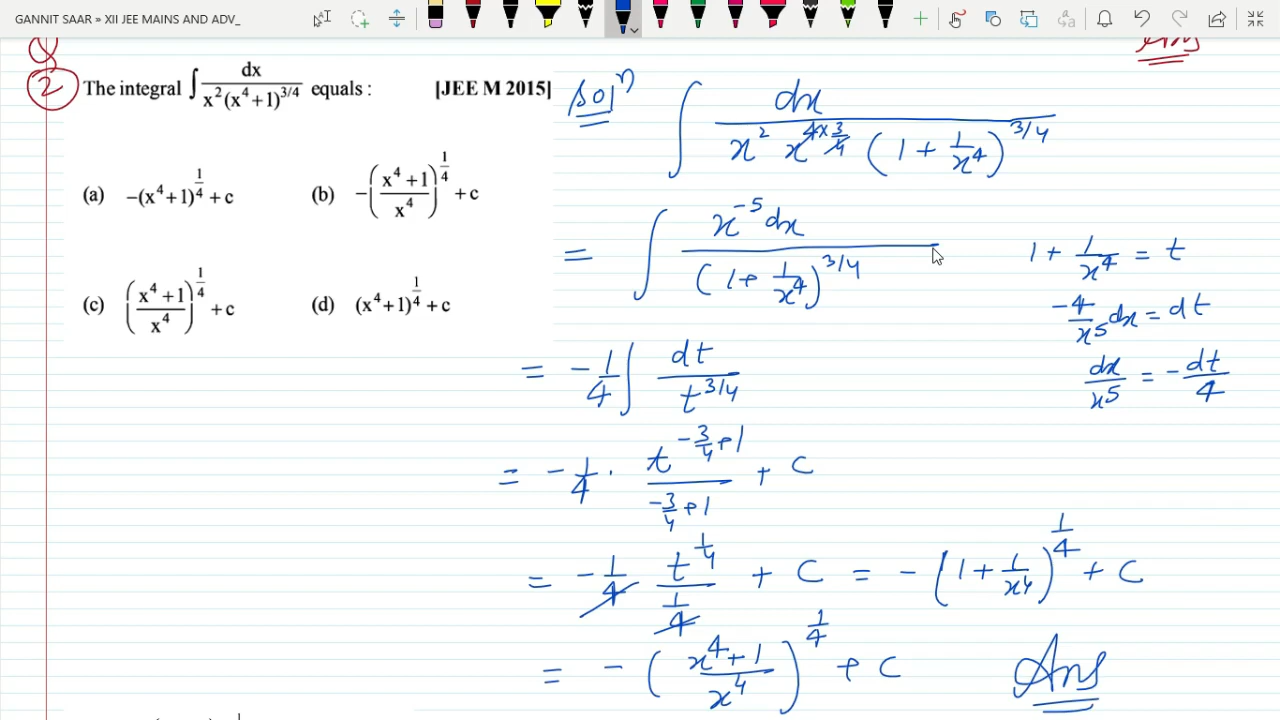 GANNIT SAAR » XII JEE MAINS AND ADV_
Ans
Q
2 The integral ∫ dx / x²(x⁴+1)^3/4 equals : [JEE M 2015]
(a) -(x⁴+1)^1/4 + c (b) -((x⁴+1)/x⁴)^1/4 + c
(c) ((x⁴+1)/x⁴)^1/4 + c (d) (x⁴+1)^1/4 + c
Solⁿ ∫ dx / x² x^(4×3/4) (1 + 1/x⁴)^3/4
= ∫ x⁻⁵dx / (1 + 1/x⁴)^3/4
1 + 1/x⁴ = t
-4/x⁵ dx = dt
dx/x⁵ = -dt/4
= -1/4 ∫ dt / t^3/4
= -1/4 · t^(-3/4+1) / (-3/4+1) + C
= -1/4 t^1/4 / (1/4) + C = -(1 + 1/x⁴)^1/4 + C
= -((x⁴+1)/x⁴)^1/4 + C Ans